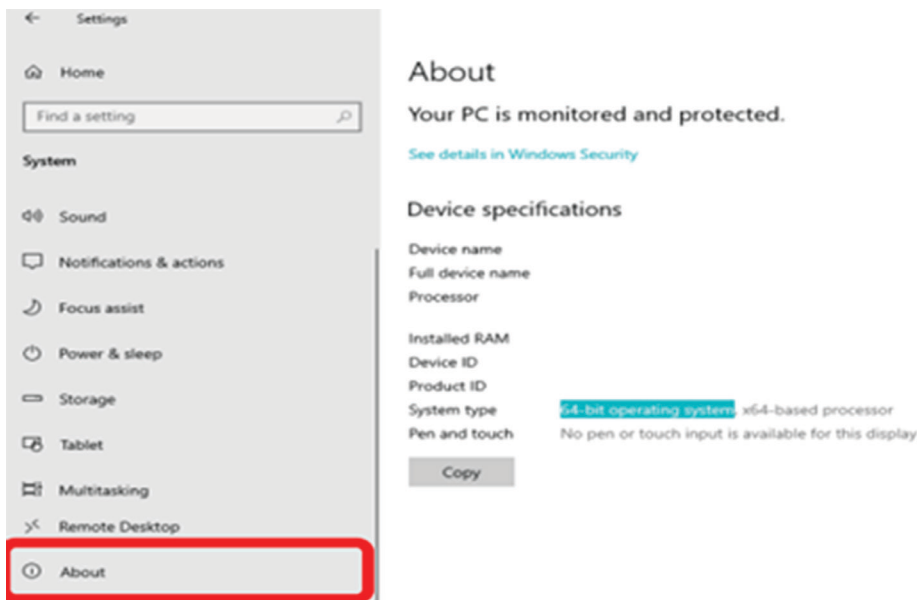 Settings
Home
Find a setting
System
Sound
Notifications & actions
Focus assist
Power & sleep
Storage
Tablet
Multitasking
Remote Desktop
About
About
Your PC is monitored and protected.
See details in Windows Security
Device specifications
Device name
Full device name
Processor
Installed RAM
Device ID
Product ID
System type 64-bit operating system, x64-based processor
Pen and touch No pen or touch input is available for this display
Copy